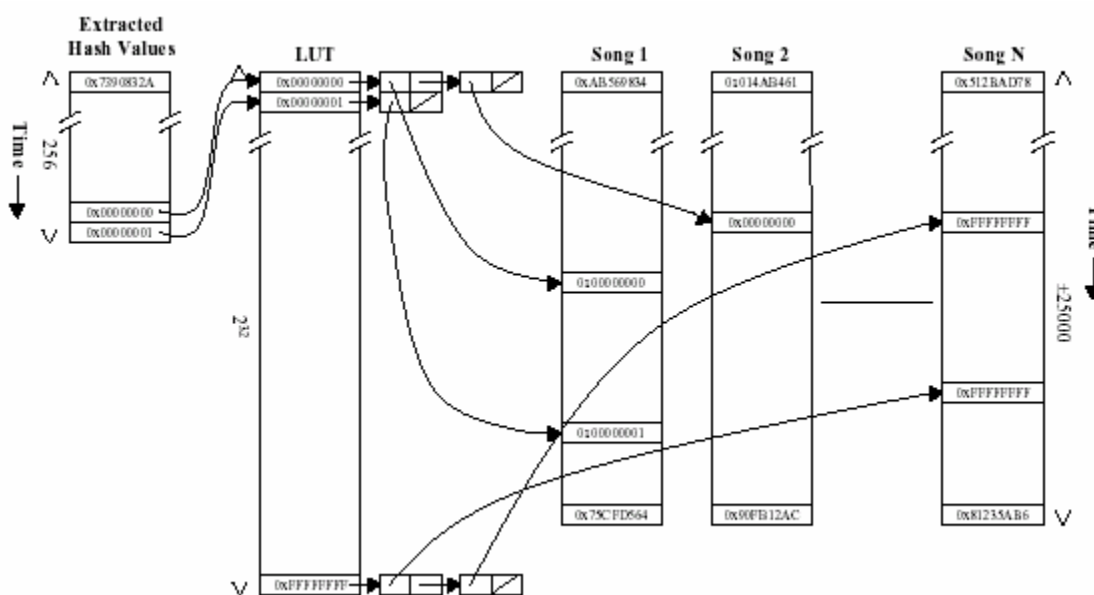 Extracted
Hash Values
LUT
Song 1
Song 2
Song N
0x7390832A
0x00000000
0x00000001
0xAB569834
0x014AB461
0x512BAD78
Time
256
0x00000000
0x00000001
0x00000000
0xFFFFFFFF
0x00000000
Time
±25000
2³²
0xFFFFFFFF
0x00000001
0x75CFD564
0x90FB12AC
0x81235AB6
0xFFFFFFFF